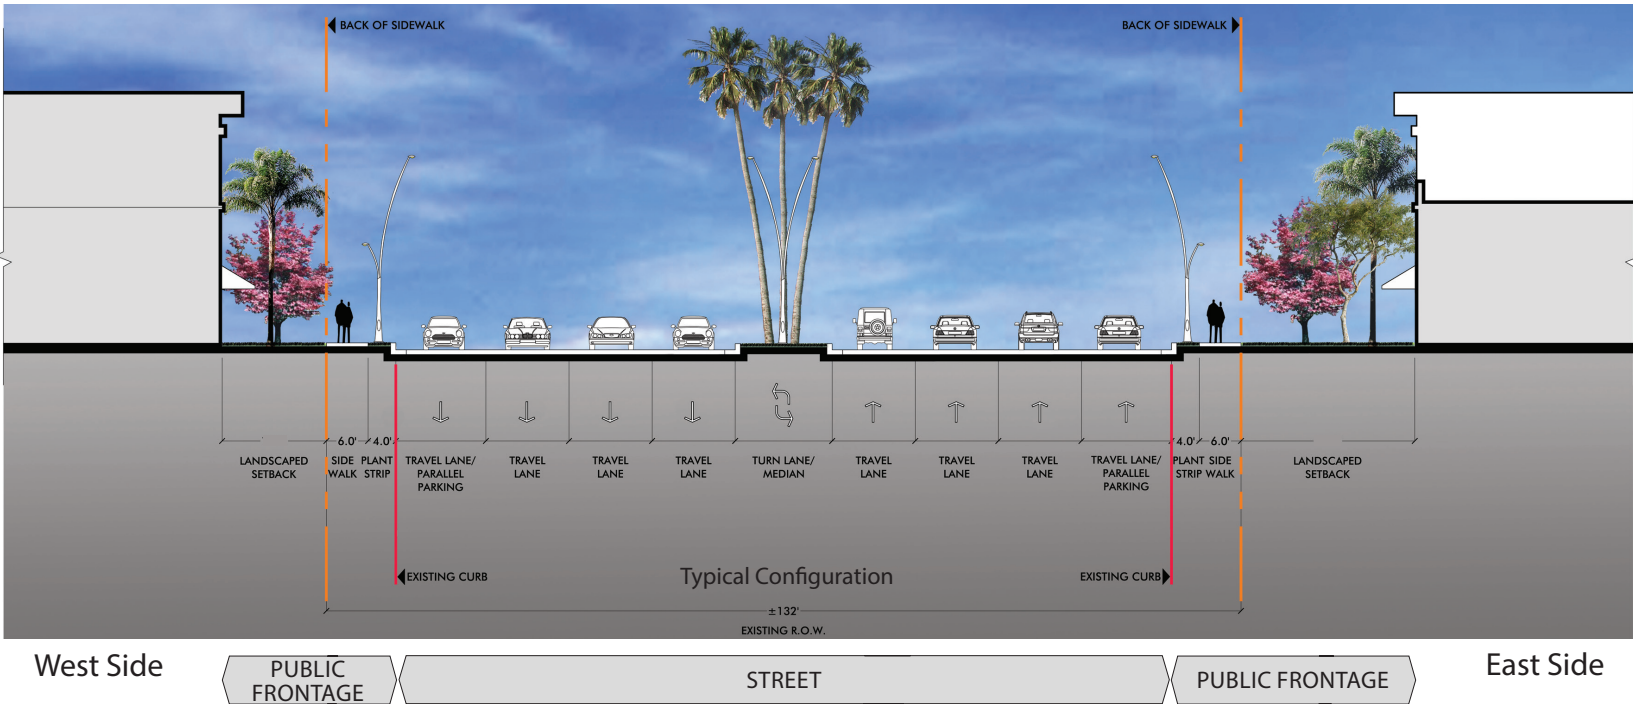 BACK OF SIDEWALK
BACK OF SIDEWALK
6.0'
4.0'
4.0'
6.0'
LANDSCAPED
SETBACK
SIDE
WALK
PLANT
STRIP
TRAVEL LANE/
PARALLEL
PARKING
TRAVEL
LANE
TRAVEL
LANE
TRAVEL
LANE
TURN LANE/
MEDIAN
TRAVEL
LANE
TRAVEL
LANE
TRAVEL
LANE
TRAVEL LANE/
PARALLEL
PARKING
PLANT
STRIP
SIDE
WALK
LANDSCAPED
SETBACK
EXISTING CURB
Typical Configuration
EXISTING CURB
±132'
EXISTING R.O.W.
West Side
PUBLIC
FRONTAGE
STREET
PUBLIC FRONTAGE
East Side